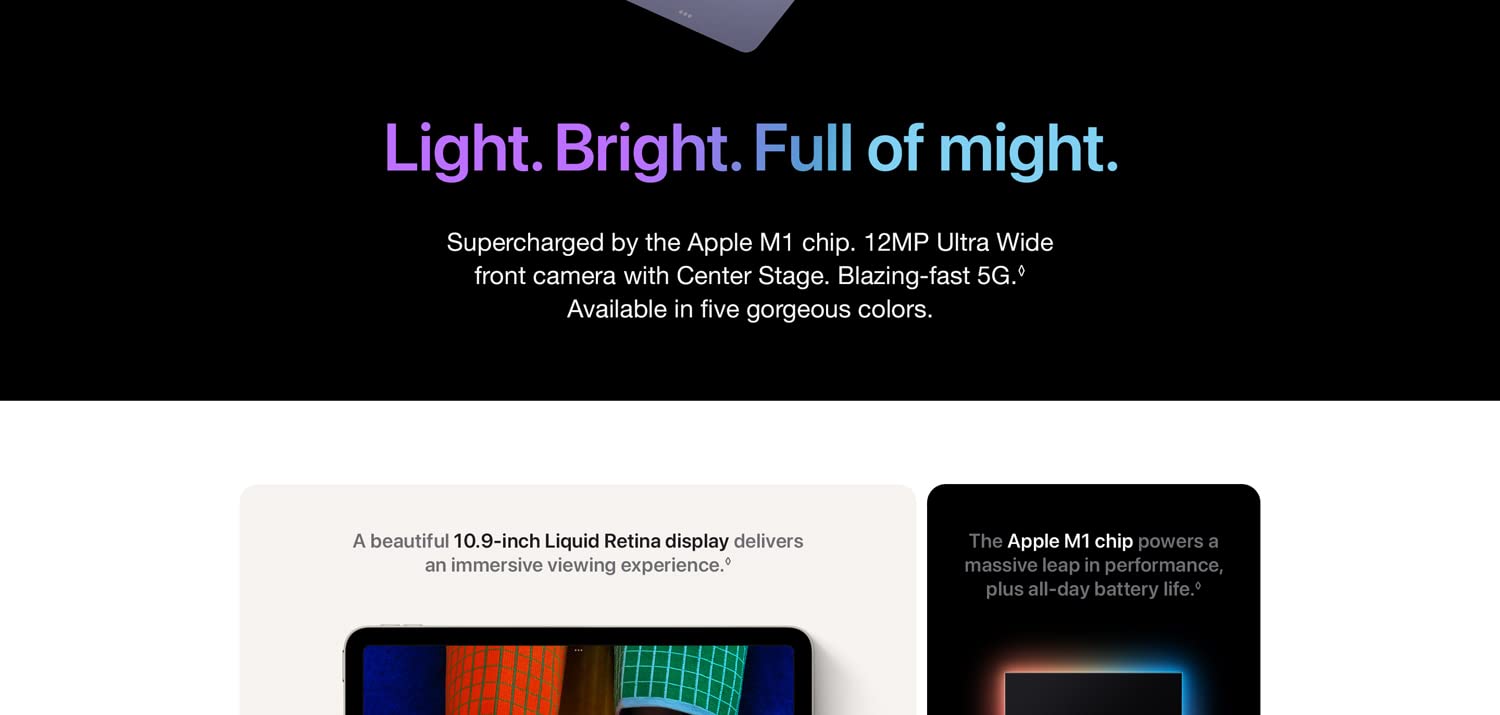 Light. Bright. Full of might.
Supercharged by the Apple M1 chip. 12MP Ultra Wide
front camera with Center Stage. Blazing-fast 5G.◊
Available in five gorgeous colors.
A beautiful 10.9-inch Liquid Retina display delivers
an immersive viewing experience.◊
The Apple M1 chip powers a
massive leap in performance,
plus all-day battery life.◊